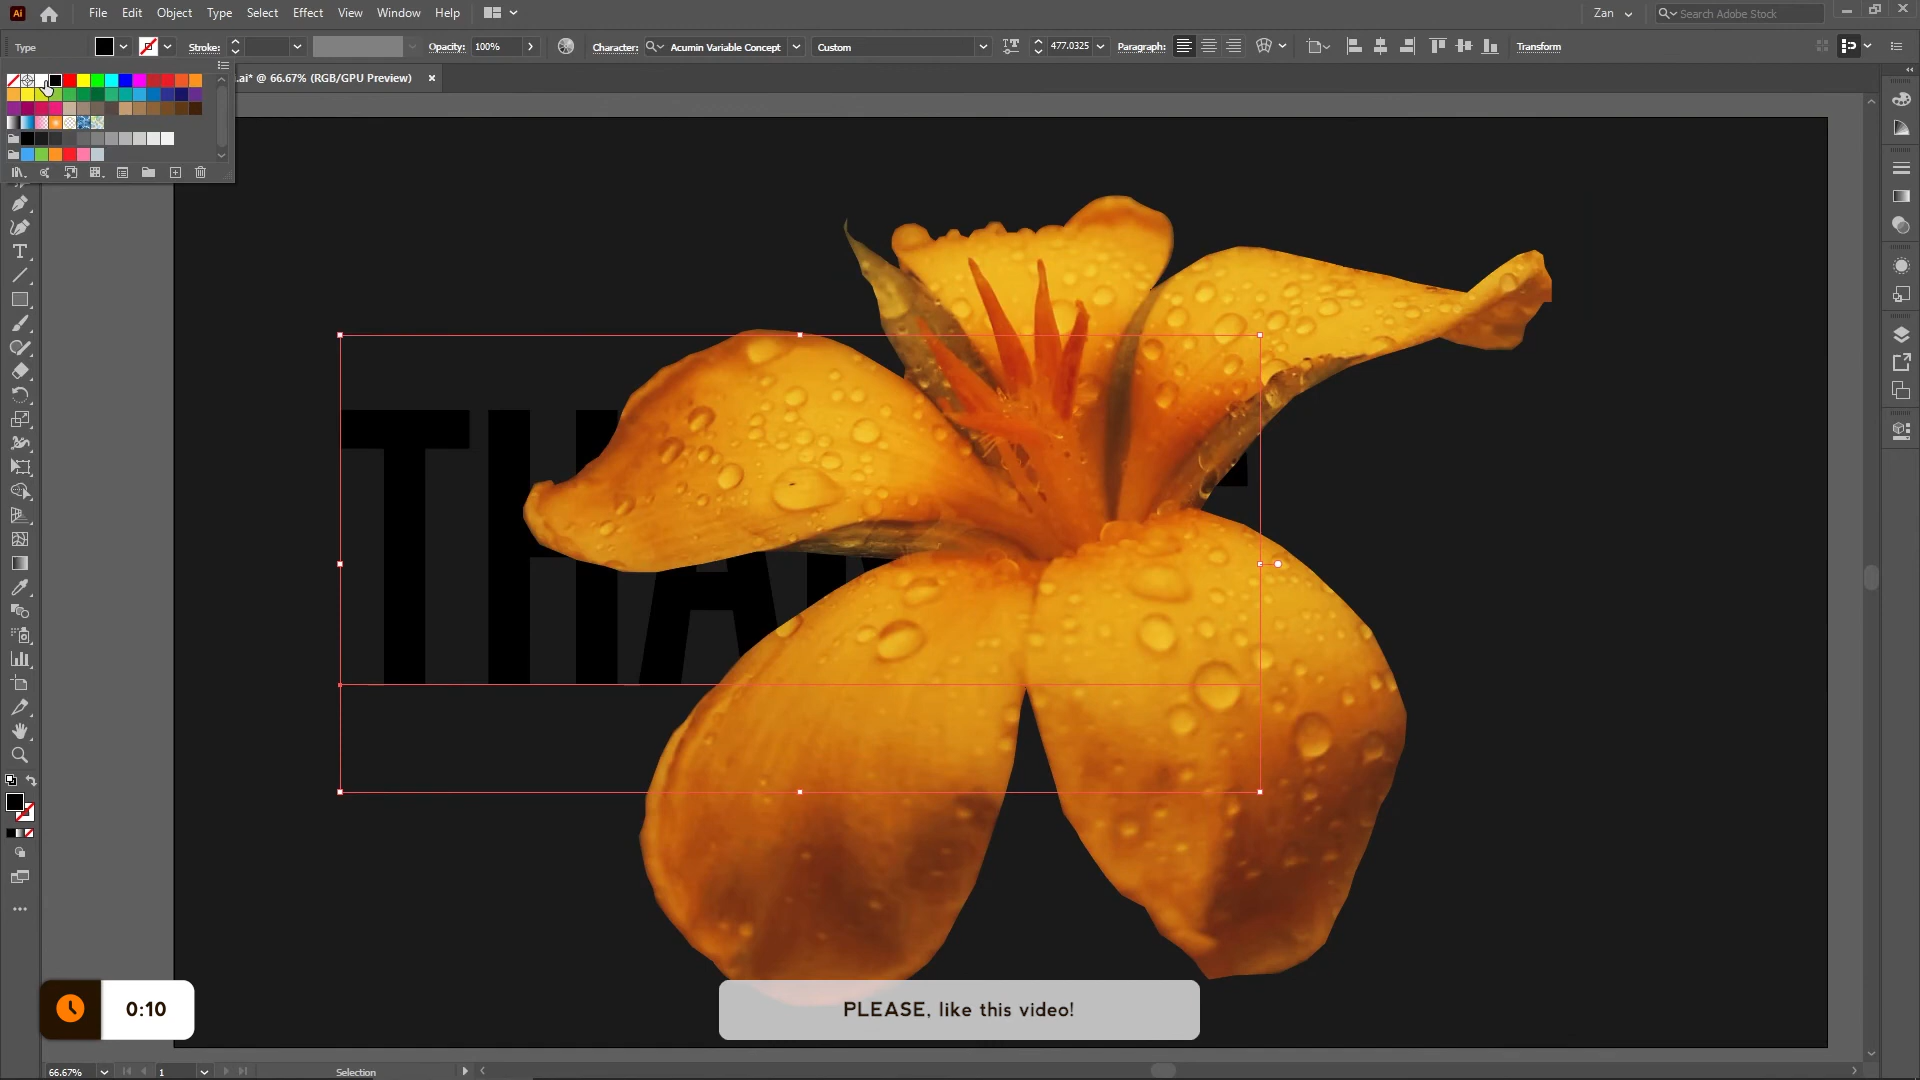 Ai File Edit Object Type Select Effect View Window Help Zan Search Adobe Stock
Type Stroke: Opacity: 100% Character: Acumin Variable Concept Custom 477.0325 Paragraph: Transform
.ai* @ 66.67% (RGB/GPU Preview)
THA
0:10
PLEASE, like this video!
66.67% 1 Selection